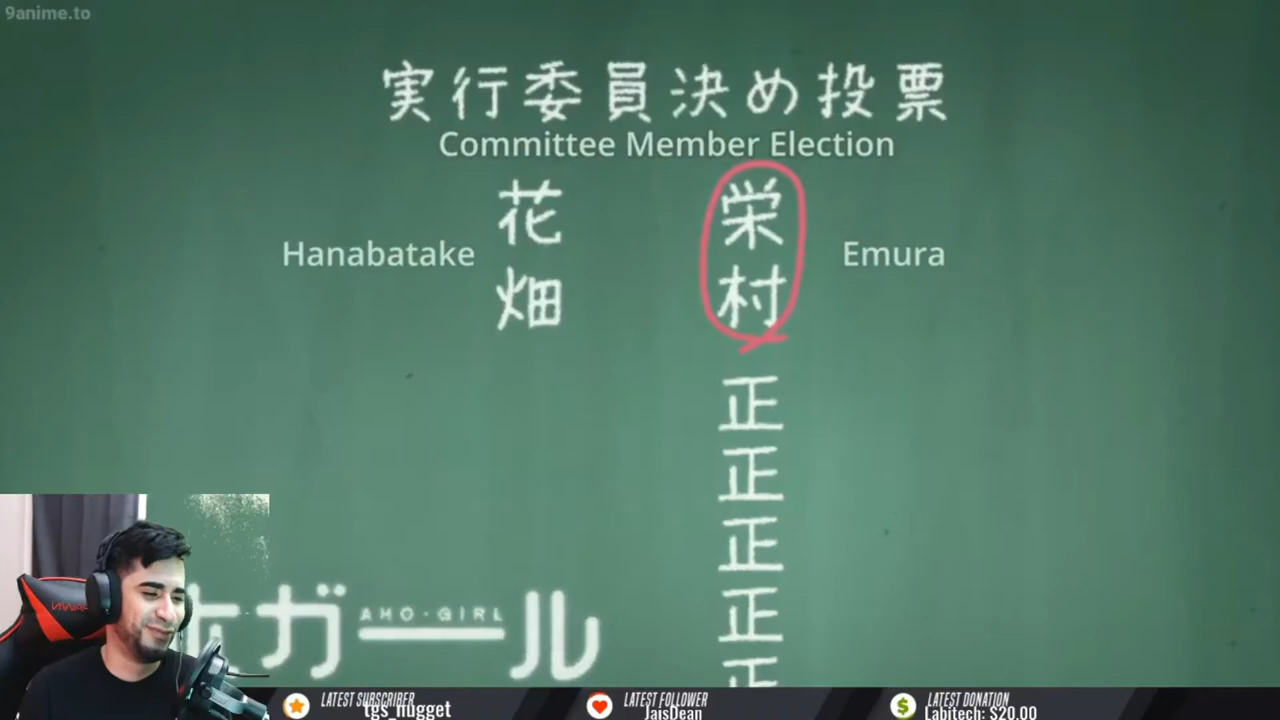 9anime.to
実行委員決め投票
Committee Member Election
花畑
Hanabatake
栄村
Emura
正
正
正
正
正
ホガール
AHO-GIRL
LATEST SUBSCRIBER
tgs_nugget
LATEST FOLLOWER
JaisDean
LATEST DONATION
Labitech: $20.00